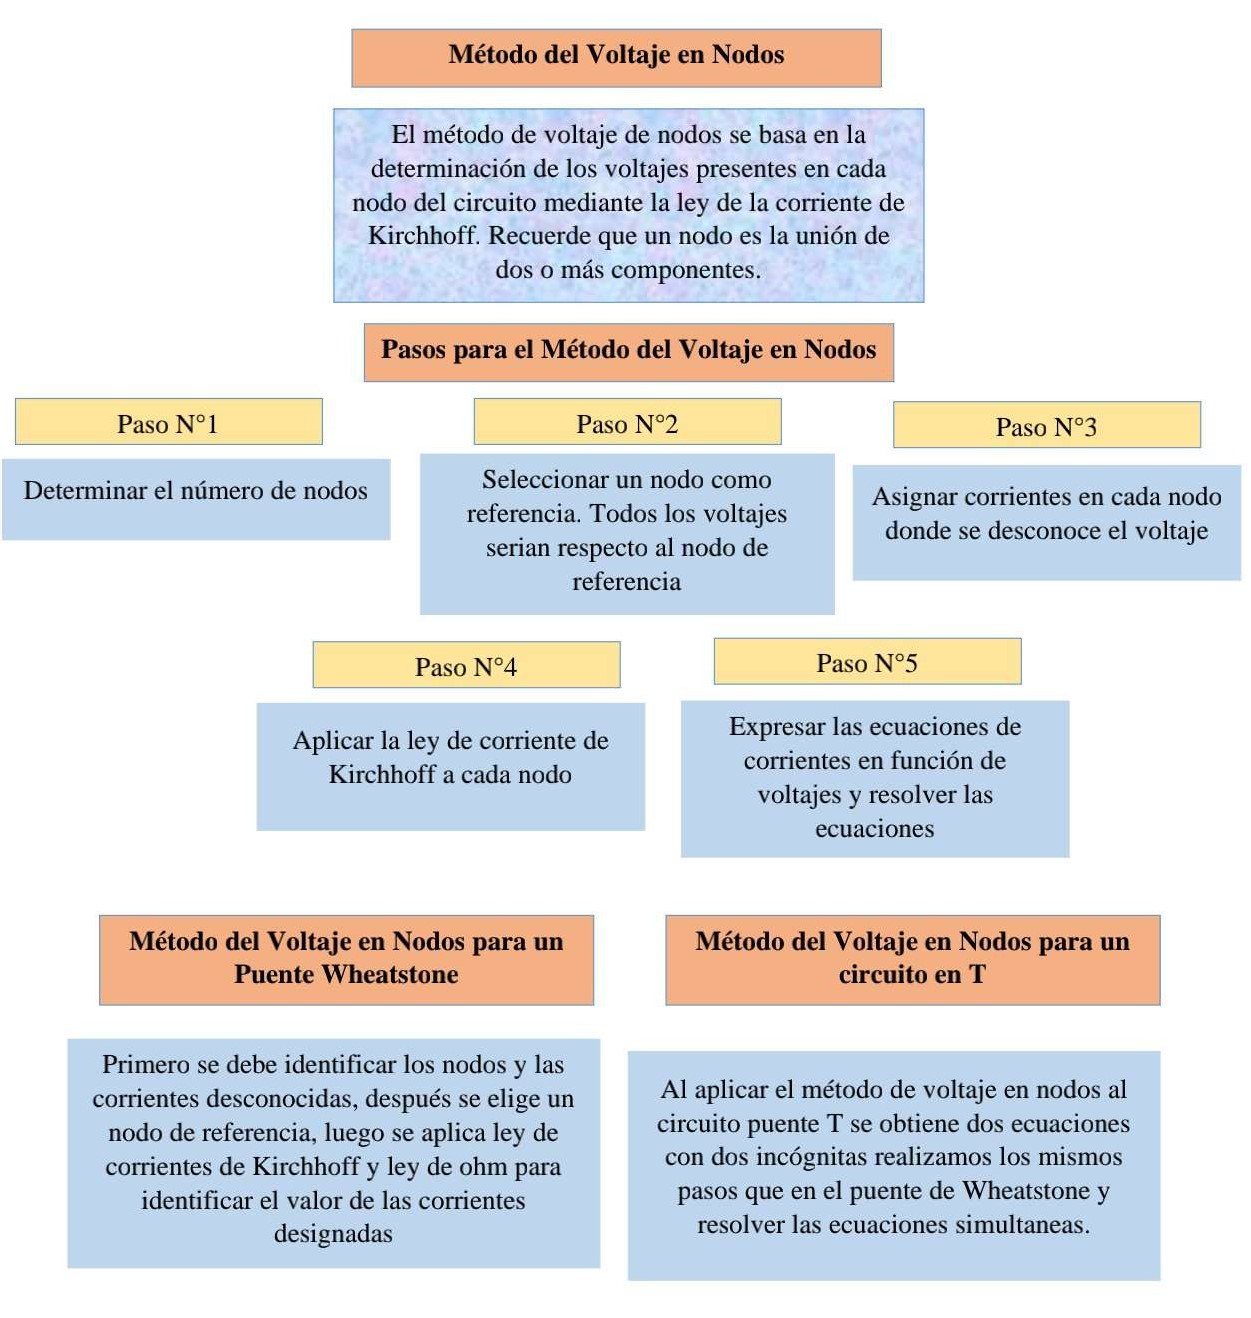 Método del Voltaje en Nodos
El método de voltaje de nodos se basa en la
determinación de los voltajes presentes en cada
nodo del circuito mediante la ley de la corriente de
Kirchhoff. Recuerde que un nodo es la unión de
dos o más componentes.
Pasos para el Método del Voltaje en Nodos
Paso N°1
Determinar el número de nodos
Paso N°2
Seleccionar un nodo como
referencia. Todos los voltajes
serian respecto al nodo de
referencia
Paso N°3
Asignar corrientes en cada nodo
donde se desconoce el voltaje
Paso N°4
Aplicar la ley de corriente de
Kirchhoff a cada nodo
Paso N°5
Expresar las ecuaciones de
corrientes en función de
voltajes y resolver las
ecuaciones
Método del Voltaje en Nodos para un
Puente Wheatstone
Primero se debe identificar los nodos y las
corrientes desconocidas, después se elige un
nodo de referencia, luego se aplica ley de
corrientes de Kirchhoff y ley de ohm para
identificar el valor de las corrientes
designadas
Método del Voltaje en Nodos para un
circuito en T
Al aplicar el método de voltaje en nodos al
circuito puente T se obtiene dos ecuaciones
con dos incógnitas realizamos los mismos
pasos que en el puente de Wheatstone y
resolver las ecuaciones simultaneas.